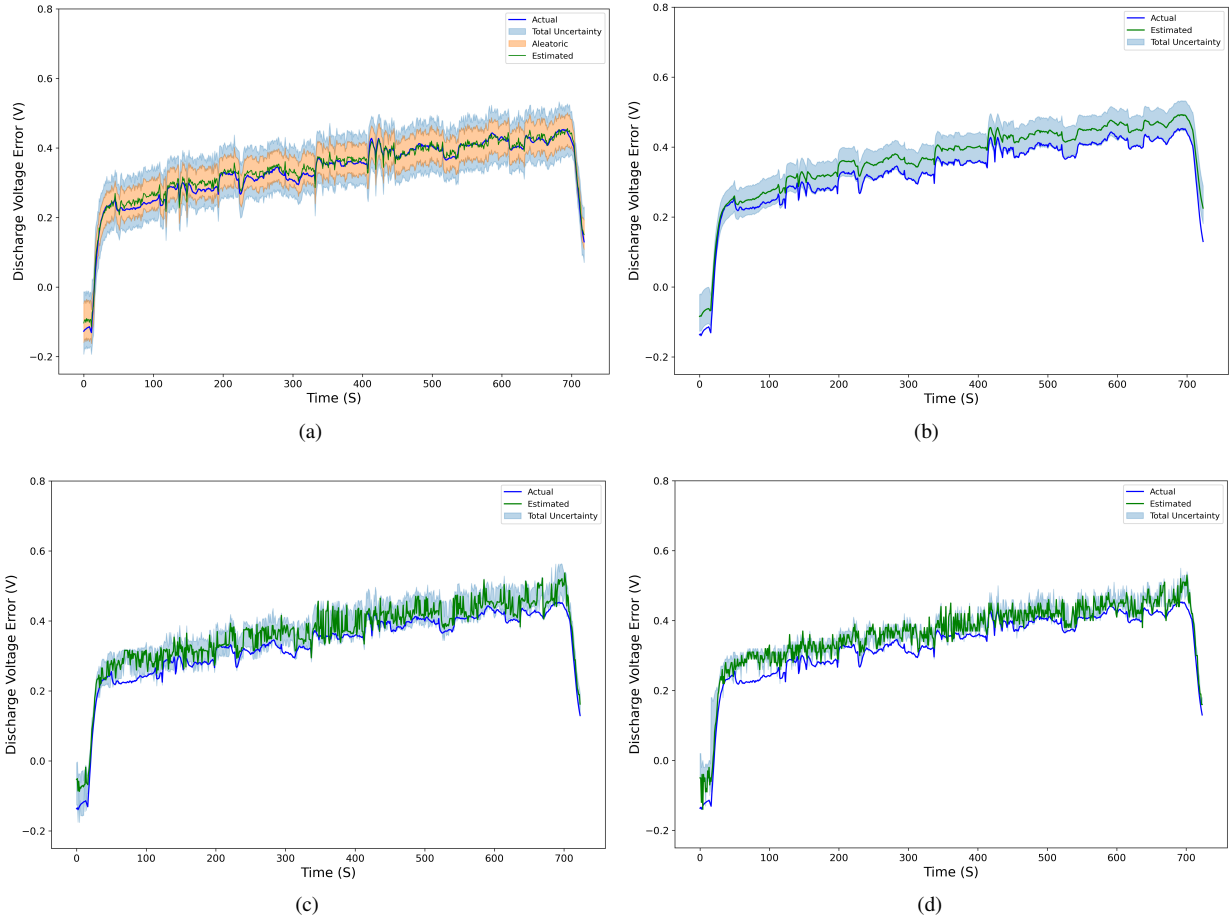 0.8
0.6
0.4
0.2
0.0
−0.2
Discharge Voltage Error (V)
0 100 200 300 400 500 600 700
Time (S)
Actual
Total Uncertainty
Aleatoric
Estimated
(a)
0.8
0.6
0.4
0.2
0.0
−0.2
Discharge Voltage Error (V)
0 100 200 300 400 500 600 700
Time (S)
Actual
Estimated
Total Uncertainty
(b)
0.8
0.6
0.4
0.2
0.0
−0.2
Discharge Voltage Error (V)
0 100 200 300 400 500 600 700
Time (S)
Actual
Estimated
Total Uncertainty
(c)
0.8
0.6
0.4
0.2
0.0
−0.2
Discharge Voltage Error (V)
0 100 200 300 400 500 600 700
Time (S)
Actual
Estimated
Total Uncertainty
(d)